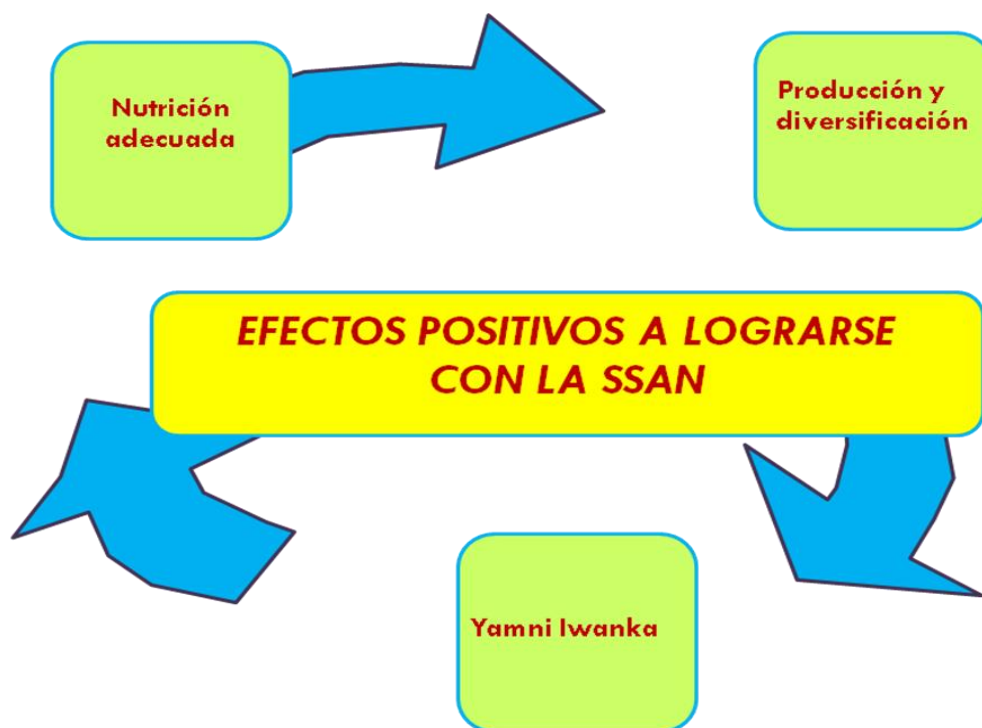 Nutrición
adecuada
Producción y
diversificación
EFECTOS POSITIVOS A LOGRARSE
CON LA SSAN
Yamni Iwanka